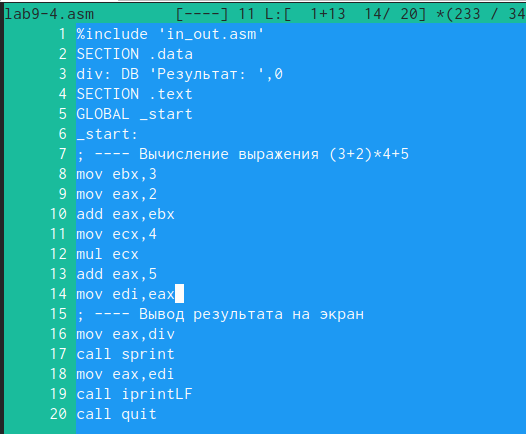 lab9-4.asm [----] 11 L:[ 1+13 14/ 20] *(233 / 34
1 %include 'in_out.asm'
2 SECTION .data
3 div: DB 'Результат: ',0
4 SECTION .text
5 GLOBAL _start
6 _start:
7 ; ---- Вычисление выражения (3+2)*4+5
8 mov ebx,3
9 mov eax,2
10 add eax,ebx
11 mov ecx,4
12 mul ecx
13 add eax,5
14 mov edi,eax
15 ; ---- Вывод результата на экран
16 mov eax,div
17 call sprint
18 mov eax,edi
19 call iprintLF
20 call quit